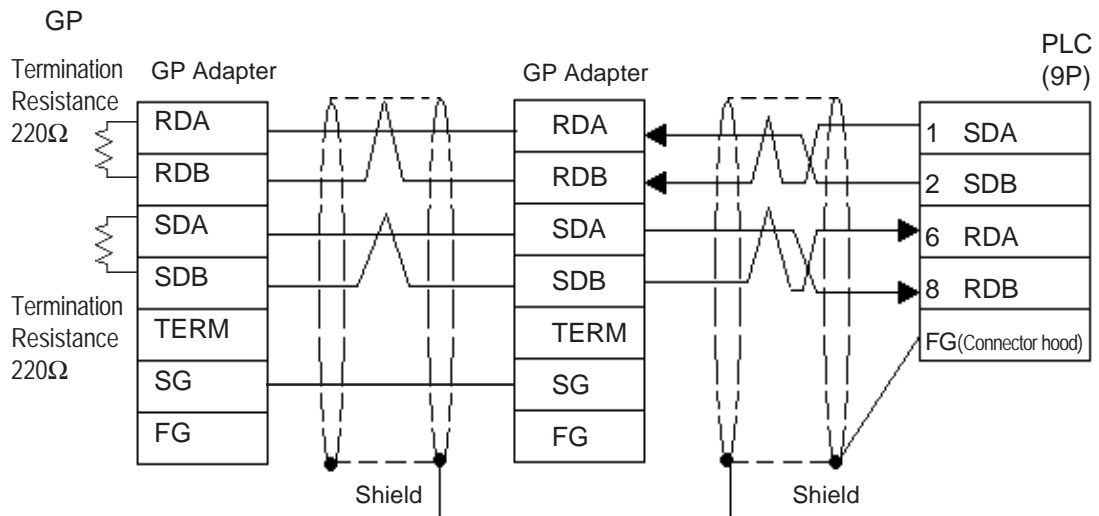 GP
Termination
Resistance
220Ω
GP Adapter
RDA
RDB
SDA
SDB
TERM
SG
FG
Termination
Resistance
220Ω
Shield
GP Adapter
RDA
RDB
SDA
SDB
TERM
SG
FG
Shield
PLC
(9P)
1 SDA
2 SDB
6 RDA
8 RDB
FG(Connector hood)